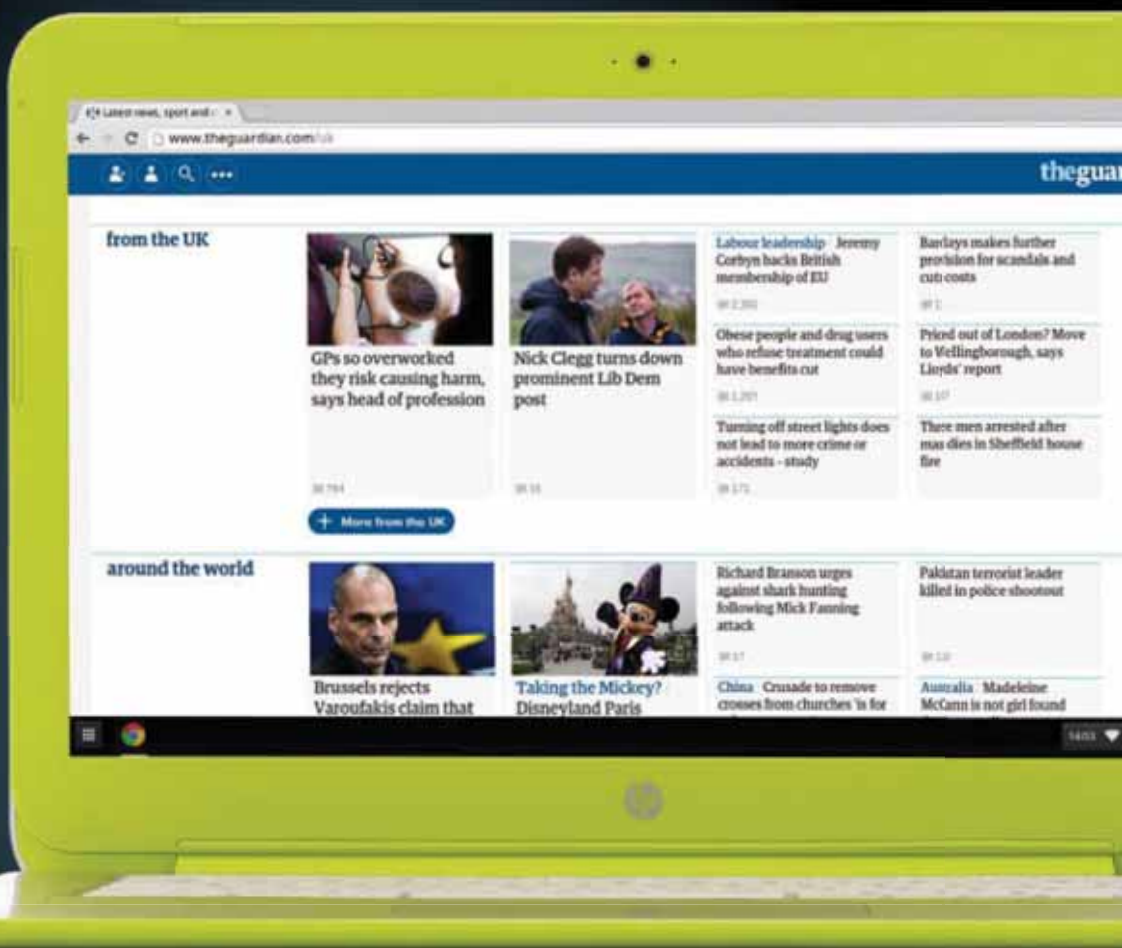 Latest news, sport and
www.theguardian.com/uk
theguar
from the UK
GPs so overworked
they risk causing harm,
says head of profession
794
Nick Clegg turns down
prominent Lib Dem
post
Labour leadership Jeremy
Corbyn backs British
membership of EU
Obese people and drug users
who refuse treatment could
have benefits cut
Turning off street lights does
not lead to more crime or
accidents - study
Barclays makes further
provision for scandals and
cuts costs
Priced out of London? Move
to Wellingborough, says
Lloyds' report
Three men arrested after
man dies in Sheffield house
fire
+ More from the UK
around the world
Brussels rejects
Varoufakis claim that
Taking the Mickey?
Disneyland Paris
Richard Branson urges
against shark hunting
following Mick Fanning
attack
China Crusade to remove
crosses from churches 'is for
Pakistan terrorist leader
killed in police shootout
Australia Madeleine
McCann is not girl found
14:03
hp